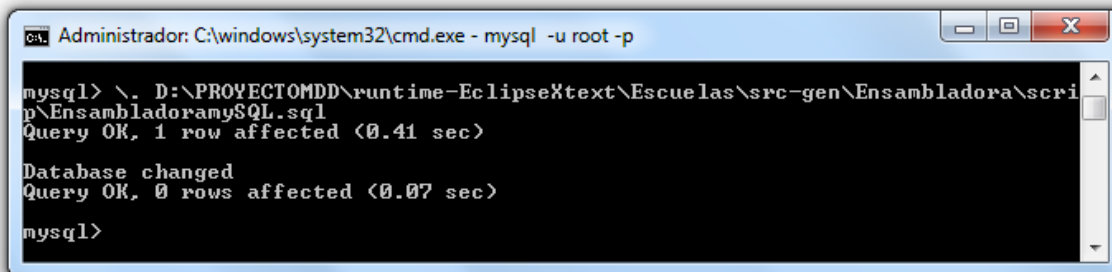 Administrador: C:\windows\system32\cmd.exe - mysql -u root -p
mysql> \. D:\PROYECTOMDD\runtime-EclipseXtext\Escuelas\src-gen\Ensambladora\scri
p\EnsambladoramySQL.sql
Query OK, 1 row affected (0.41 sec)
Database changed
Query OK, 0 rows affected (0.07 sec)
mysql>